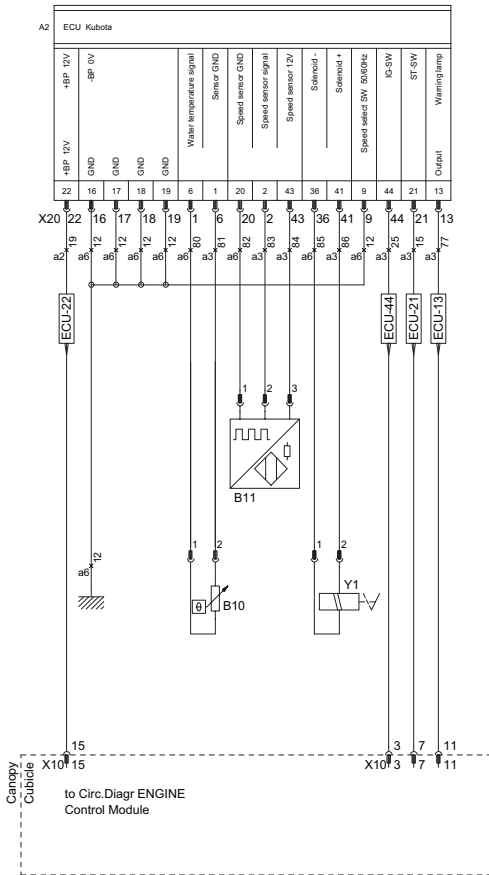 A2 ECU Kubota
+BP 12V
-BP 0V
+BP 12V
GND
GND
GND
GND
Water temperature signal
Sensor GND
Speed sensor GND
Speed sensor signal
Speed sensor 12V
Solenoid -
Solenoid +
Speed select SW 50/60Hz
IG-SW
ST-SW
Warning lamp
Output
22 16 17 18 19 6 1 20 2 43 36 41 9 44 21 13
X20 22 16 17 18 19 1 6 20 2 43 36 41 9 44 21 13
19 12 12 12 12 80 81 82 83 84 85 86 12 25 15 77
a2 a6 a6 a6 a6 a6 a3 a6 a3 a3 a6 a3 a6 a3 a3 a3
ECU-22
ECU-44
ECU-21
ECU-13
1 2 3
B11
12
a6
1 2
θ B10
1 2
Y1
15 3 7 11
X10 15 X10 3 7 11
Canopy
Cubicle
to Circ.Diagr ENGINE
Control Module